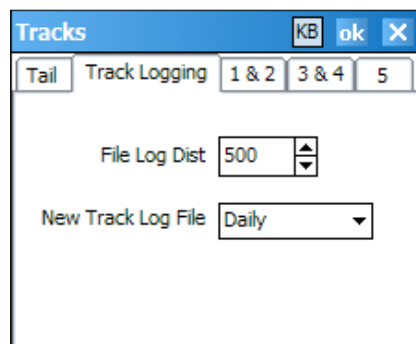 Tracks KB ok
Tail Track Logging 1 & 2 3 & 4 5
File Log Dist 500
New Track Log File Daily